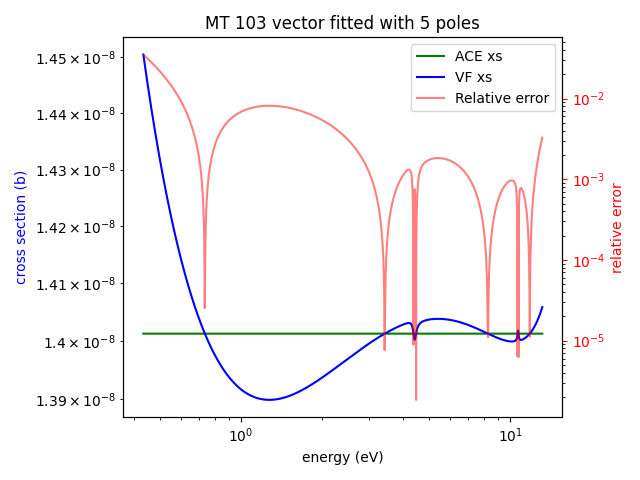 MT 103 vector fitted with 5 poles
ACE xs
VF xs
Relative error
cross section (b)
1.45 × 10⁻⁸
1.44 × 10⁻⁸
1.43 × 10⁻⁸
1.42 × 10⁻⁸
1.41 × 10⁻⁸
1.4 × 10⁻⁸
1.39 × 10⁻⁸
10⁻²
10⁻³
10⁻⁴
10⁻⁵
relative error
10⁰
10¹
energy (eV)